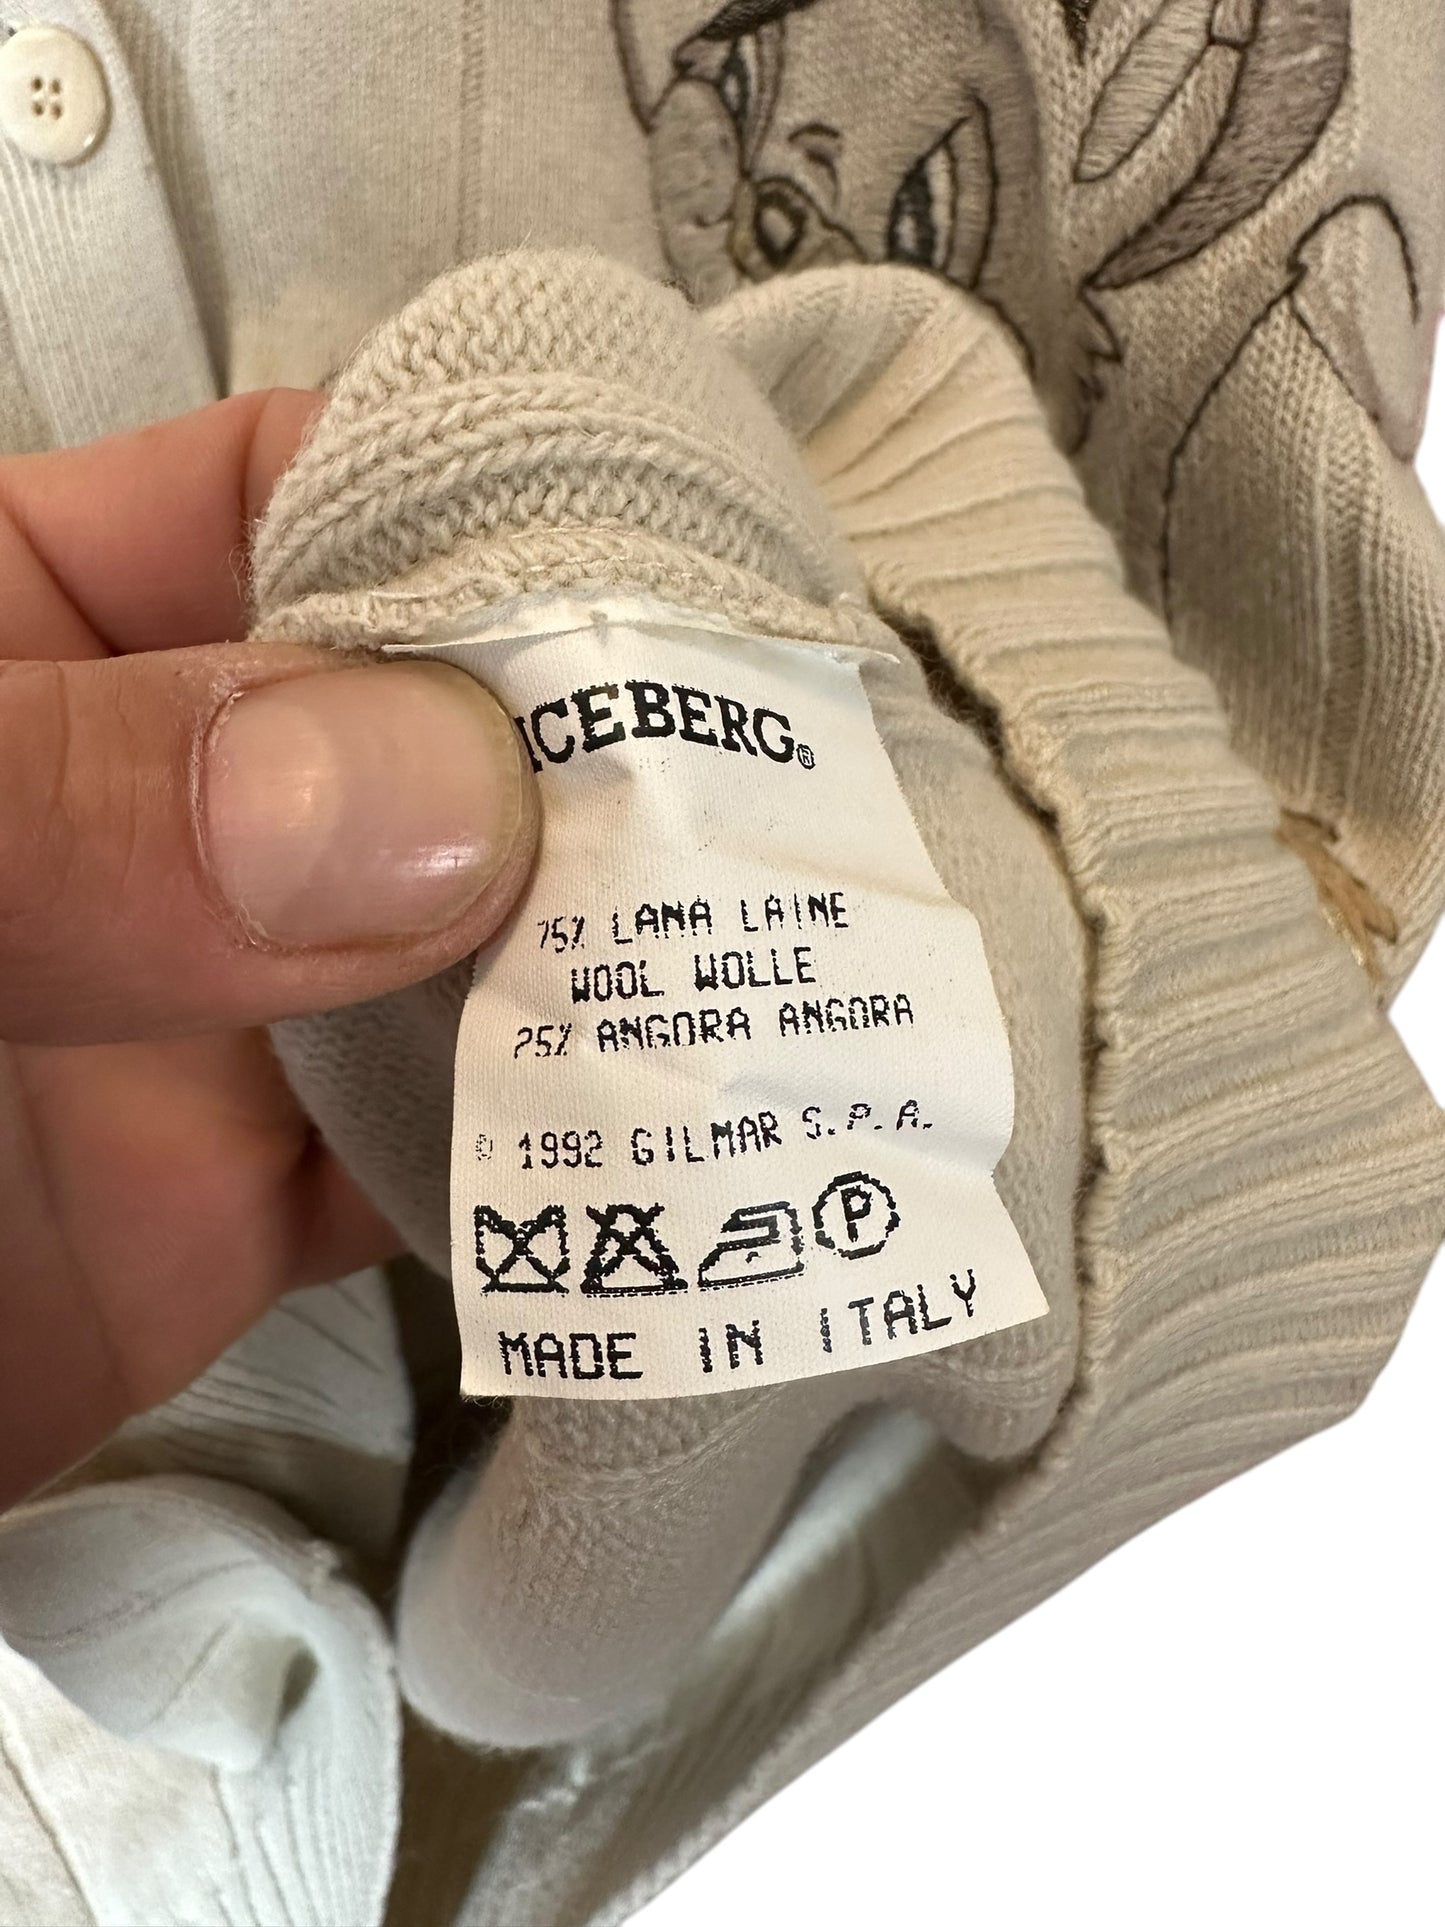 ICEBERG®
75% LANA LAINE
WOOL WOLLE
25% ANGORA ANGORA
© 1992 GILMAR S.P.A.
P
MADE IN ITALY